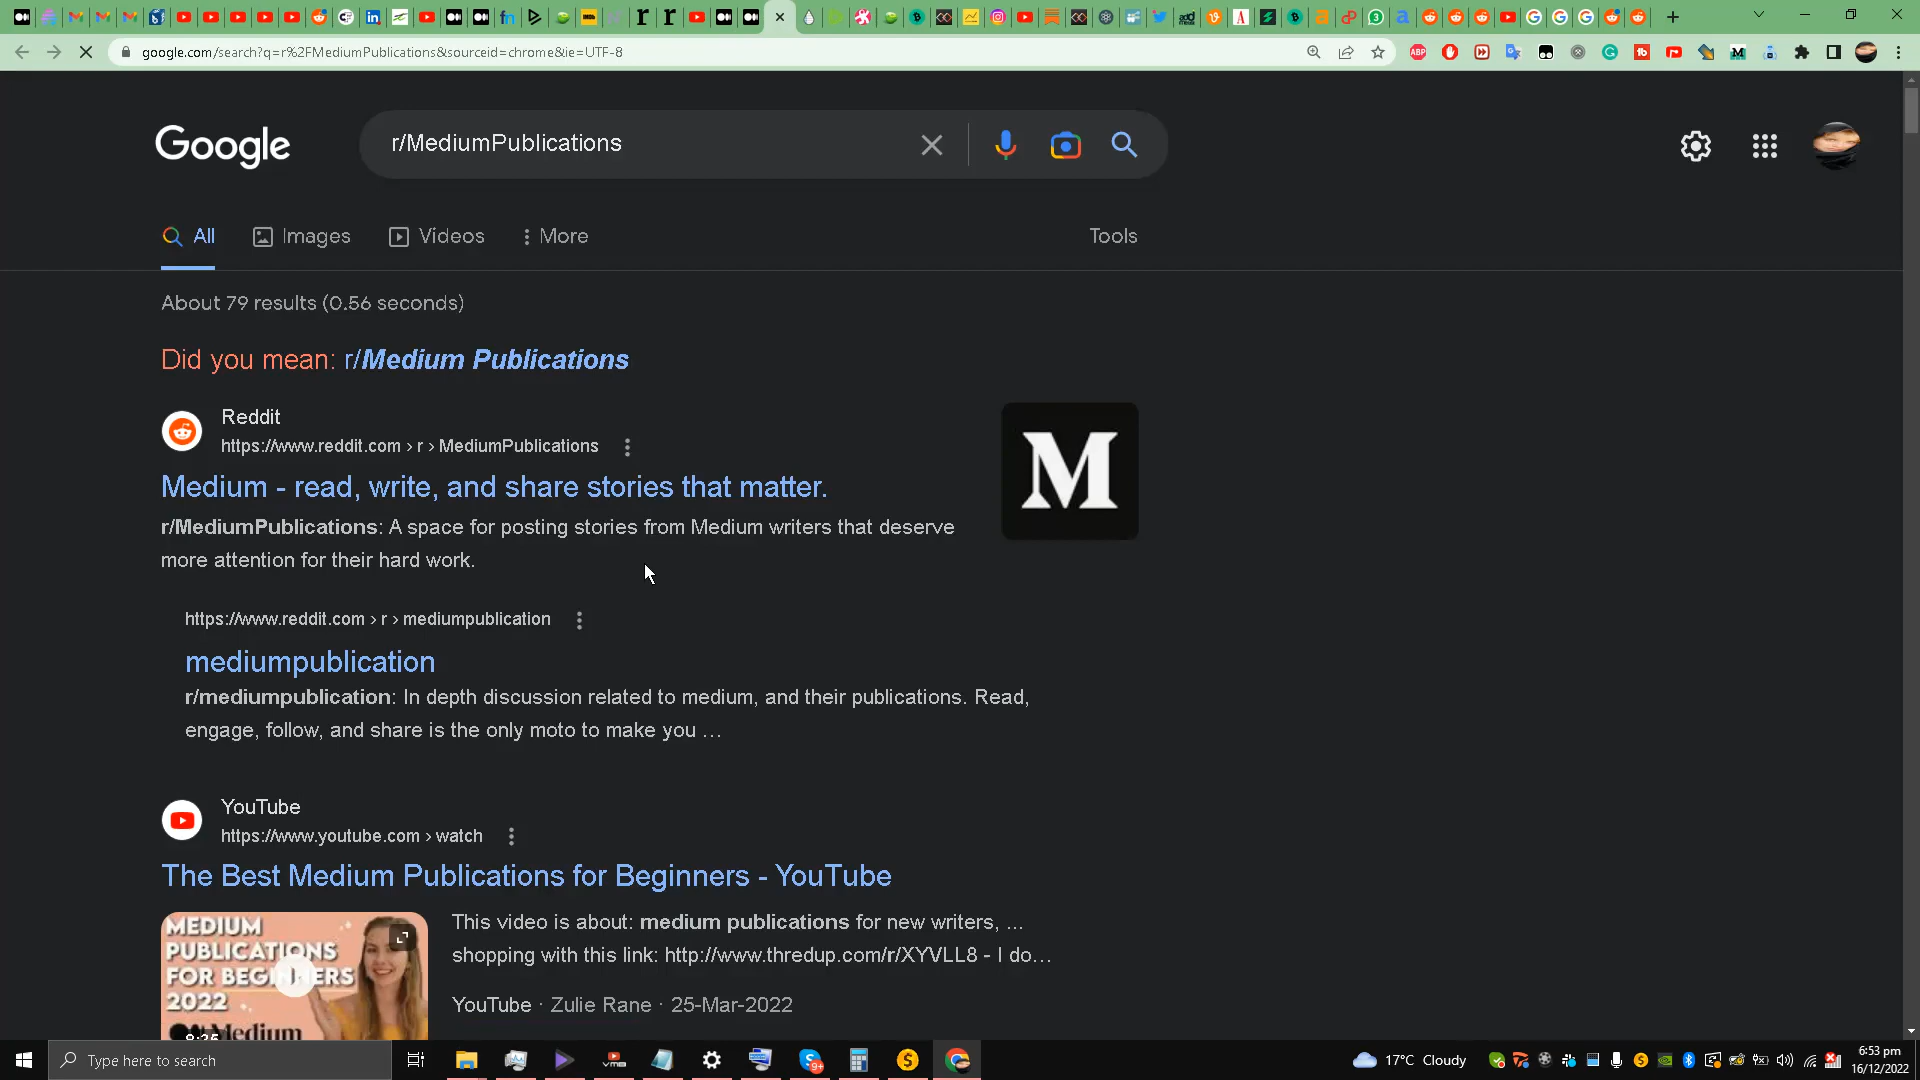 google.com/search?q=r%2FMediumPublications&sourceid=chrome&ie=UTF-8
Google
r/MediumPublications
All
Images
Videos
More
Tools
About 79 results (0.56 seconds)
Did you mean: r/Medium Publications
Reddit
https://www.reddit.com › r › MediumPublications
Medium - read, write, and share stories that matter.
r/MediumPublications: A space for posting stories from Medium writers that deserve
more attention for their hard work.
M
https://www.reddit.com › r › mediumpublication
mediumpublication
r/mediumpublication: In depth discussion related to medium, and their publications. Read,
engage, follow, and share is the only moto to make you ...
YouTube
https://www.youtube.com › watch
The Best Medium Publications for Beginners - YouTube
MEDIUM
PUBLICATIONS
FOR BEGINNERS
2022
Medium
8:35
This video is about: medium publications for new writers, ...
shopping with this link: http://www.thredup.com/r/XYVLL8 - I do...
YouTube · Zulie Rane · 25-Mar-2022
Type here to search
17°C Cloudy
6:53 pm
16/12/2022